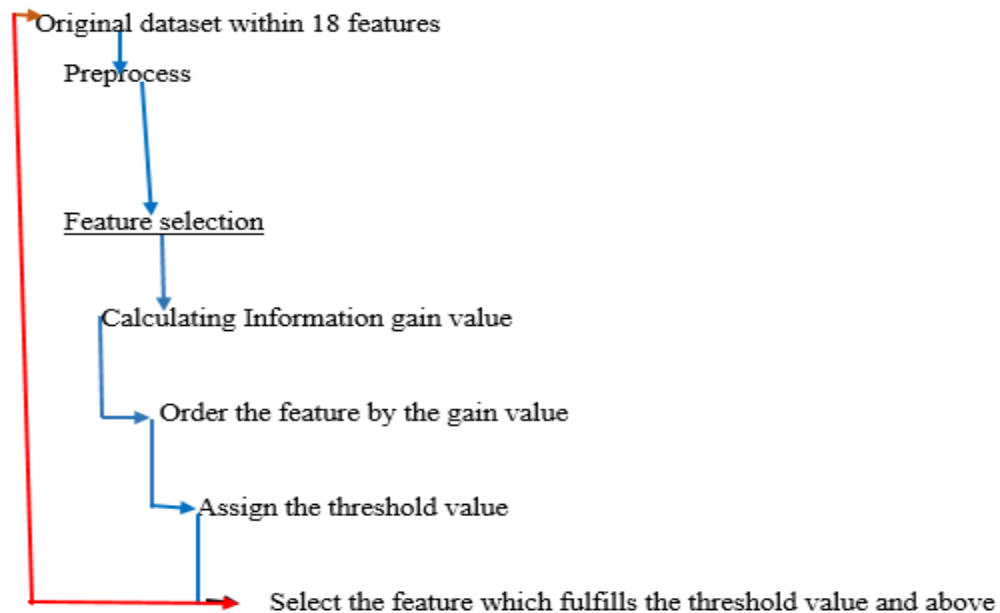 Original dataset within 18 features
Preprocess
Feature selection
Calculating Information gain value
Order the feature by the gain value
Assign the threshold value
Select the feature which fulfills the threshold value and above